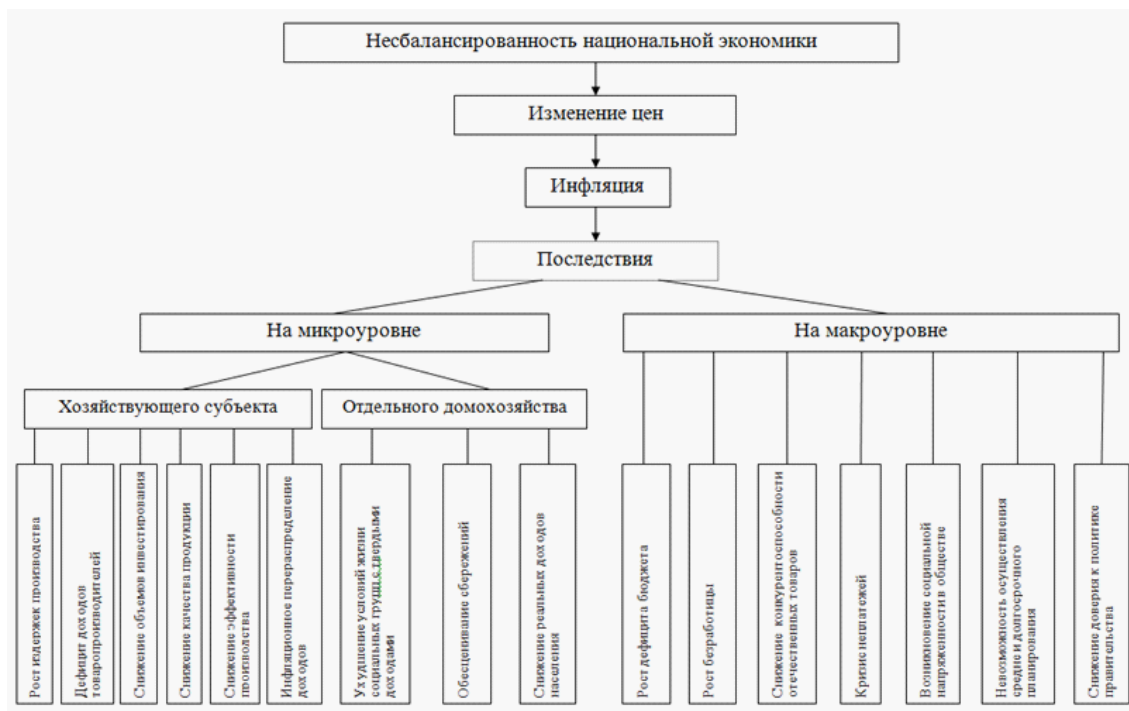 Несбалансированность национальной экономики
Изменение цен
Инфляция
Последствия
На микроуровне
На макроуровне
Хозяйствующего субъекта
Отдельного домохозяйства
Рост издержек производства
Дефицит доходов
товаропроизводителей
Снижение объемов инвестирования
Снижение качества продукции
Снижение эффективности
производства
Инфляционное перераспределение
доходов
Ухудшение условий жизни
социальных групп с твердыми
доходами
Обесценивание сбережений
Снижение реальных доходов
населения
Рост дефицита бюджета
Рост безработицы
Снижение конкурентоспособности
отечественных товаров
Кризис неплатежей
Возникновение социальной
напряженности в обществе
Невозможность осуществления
средне и долгосрочного
планирования
Снижение доверия к политике
правительства